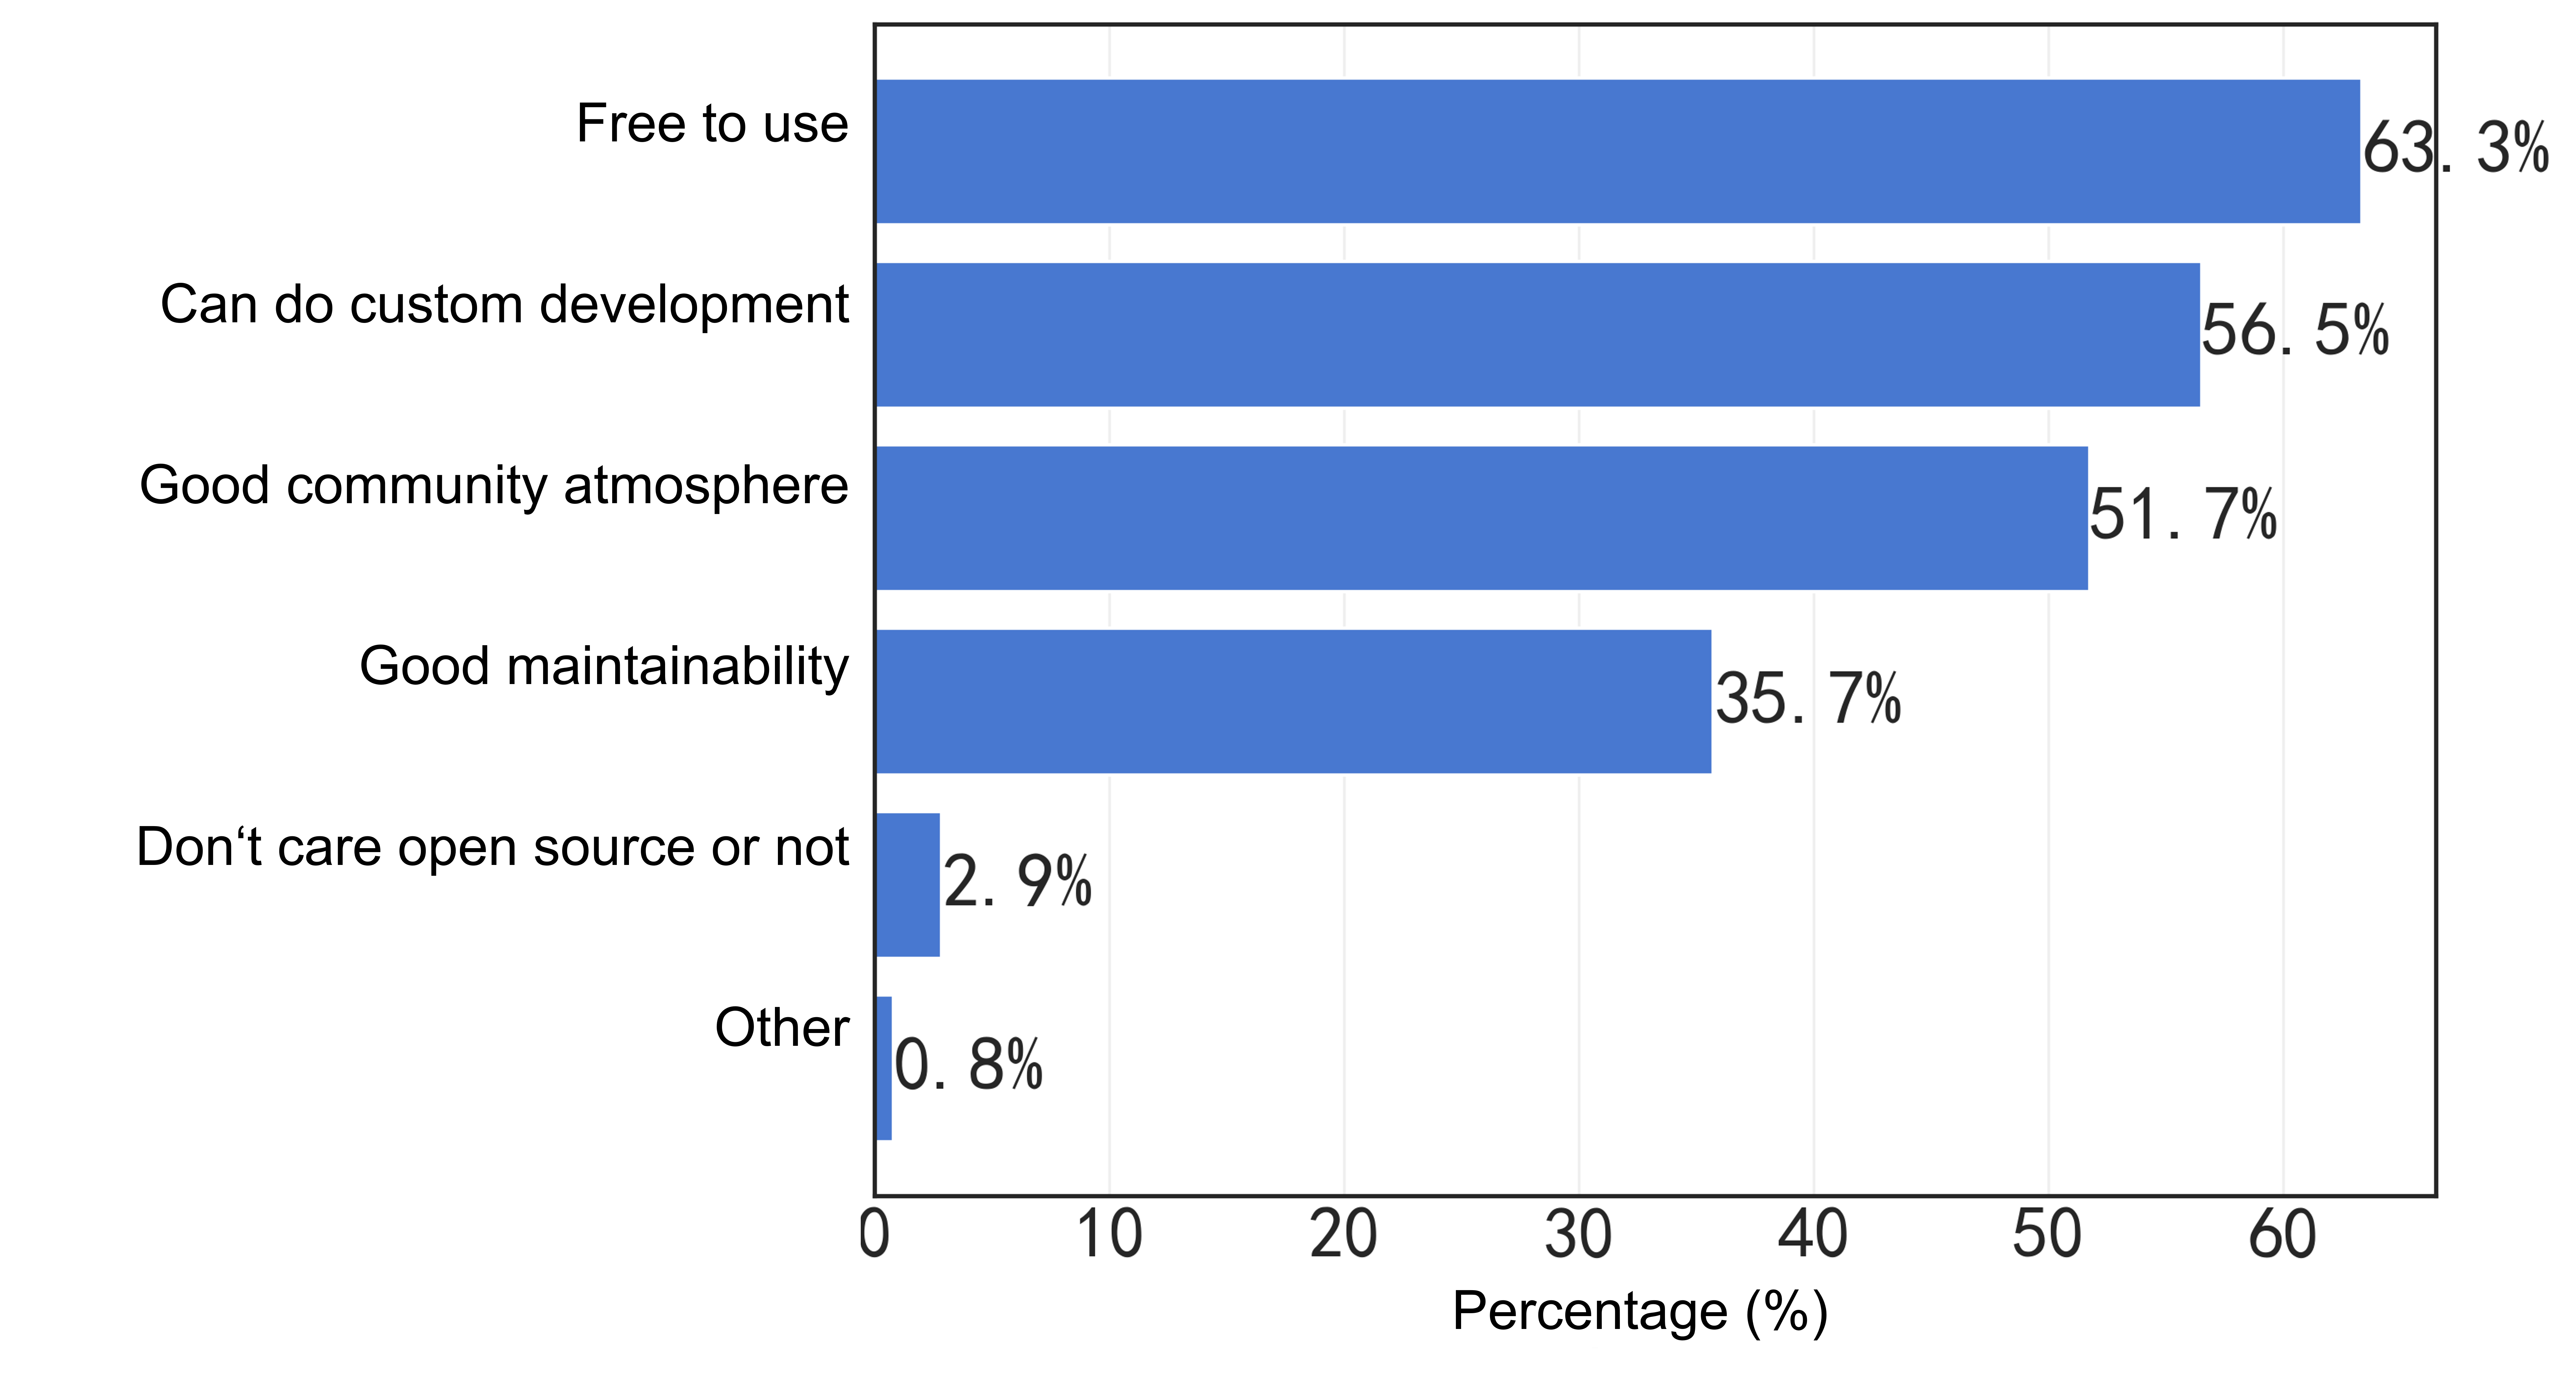 Free to use
63.3%
Can do custom development
56.5%
Good community atmosphere
51.7%
Good maintainability
35.7%
Don‘t care open source or not
2.9%
Other
0.8%
0 10 20 30 40 50 60
Percentage (%)